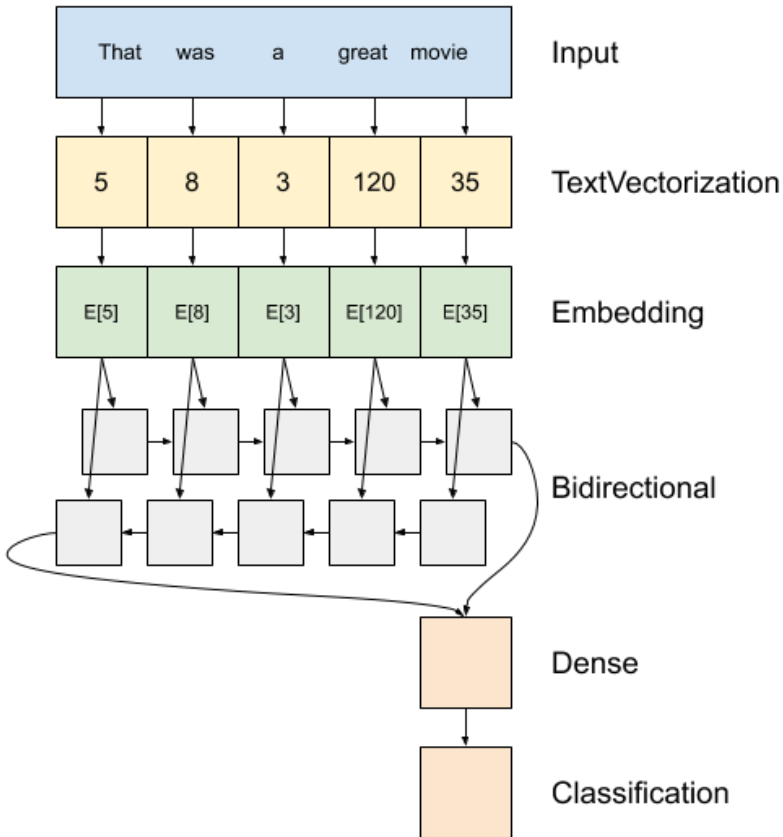 That was a great movie Input
5 8 3 120 35 TextVectorization
E[5] E[8] E[3] E[120] E[35] Embedding
Bidirectional
Dense
Classification